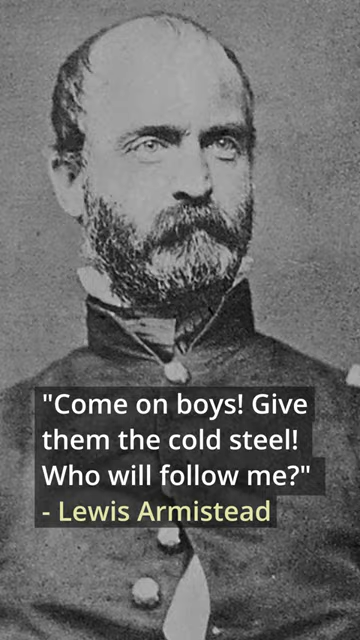 "Come on boys! Give
them the cold steel!
Who will follow me?"
- Lewis Armistead